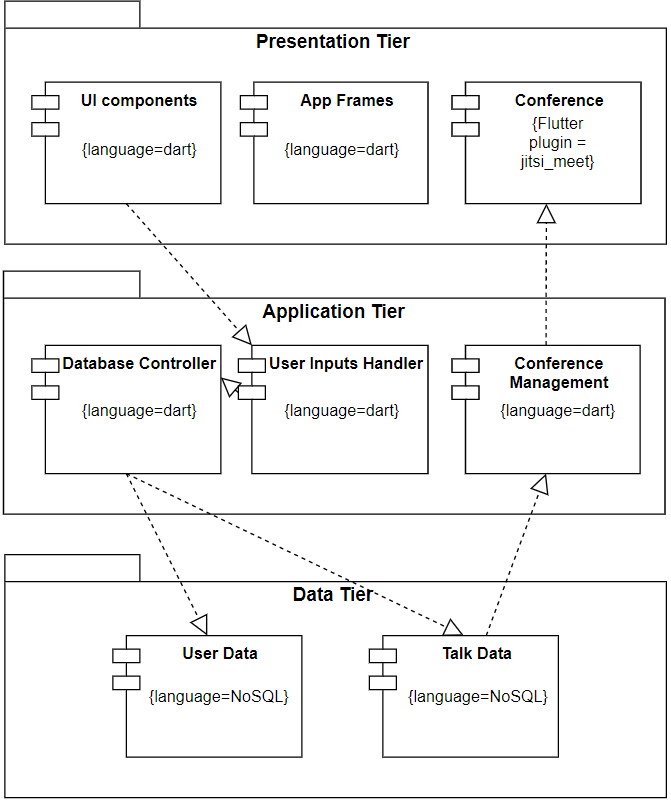 Presentation Tier
UI components
{language=dart}
App Frames
{language=dart}
Conference
{Flutter
plugin =
jitsi_meet}
Application Tier
Database Controller
{language=dart}
User Inputs Handler
{language=dart}
Conference
Management
{language=dart}
Data Tier
User Data
{language=NoSQL}
Talk Data
{language=NoSQL}